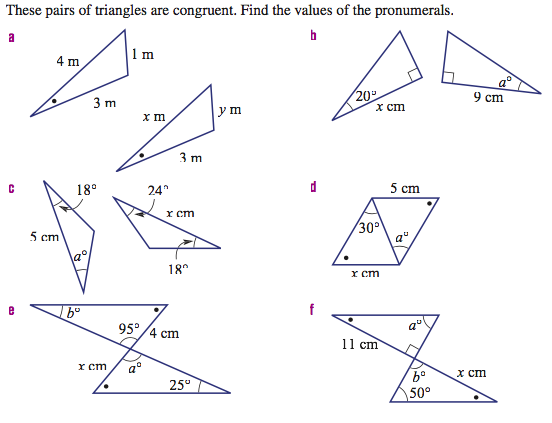 These pairs of triangles are congruent. Find the values of the pronumerals.
a
4 m
1 m
3 m
x m
y m
3 m
b
20°
x cm
a°
9 cm
c
18°
5 cm
a°
24°
x cm
18°
d
5 cm
30°
a°
x cm
e
b°
95°
4 cm
x cm
a°
25°
f
a°
11 cm
b°
x cm
50°